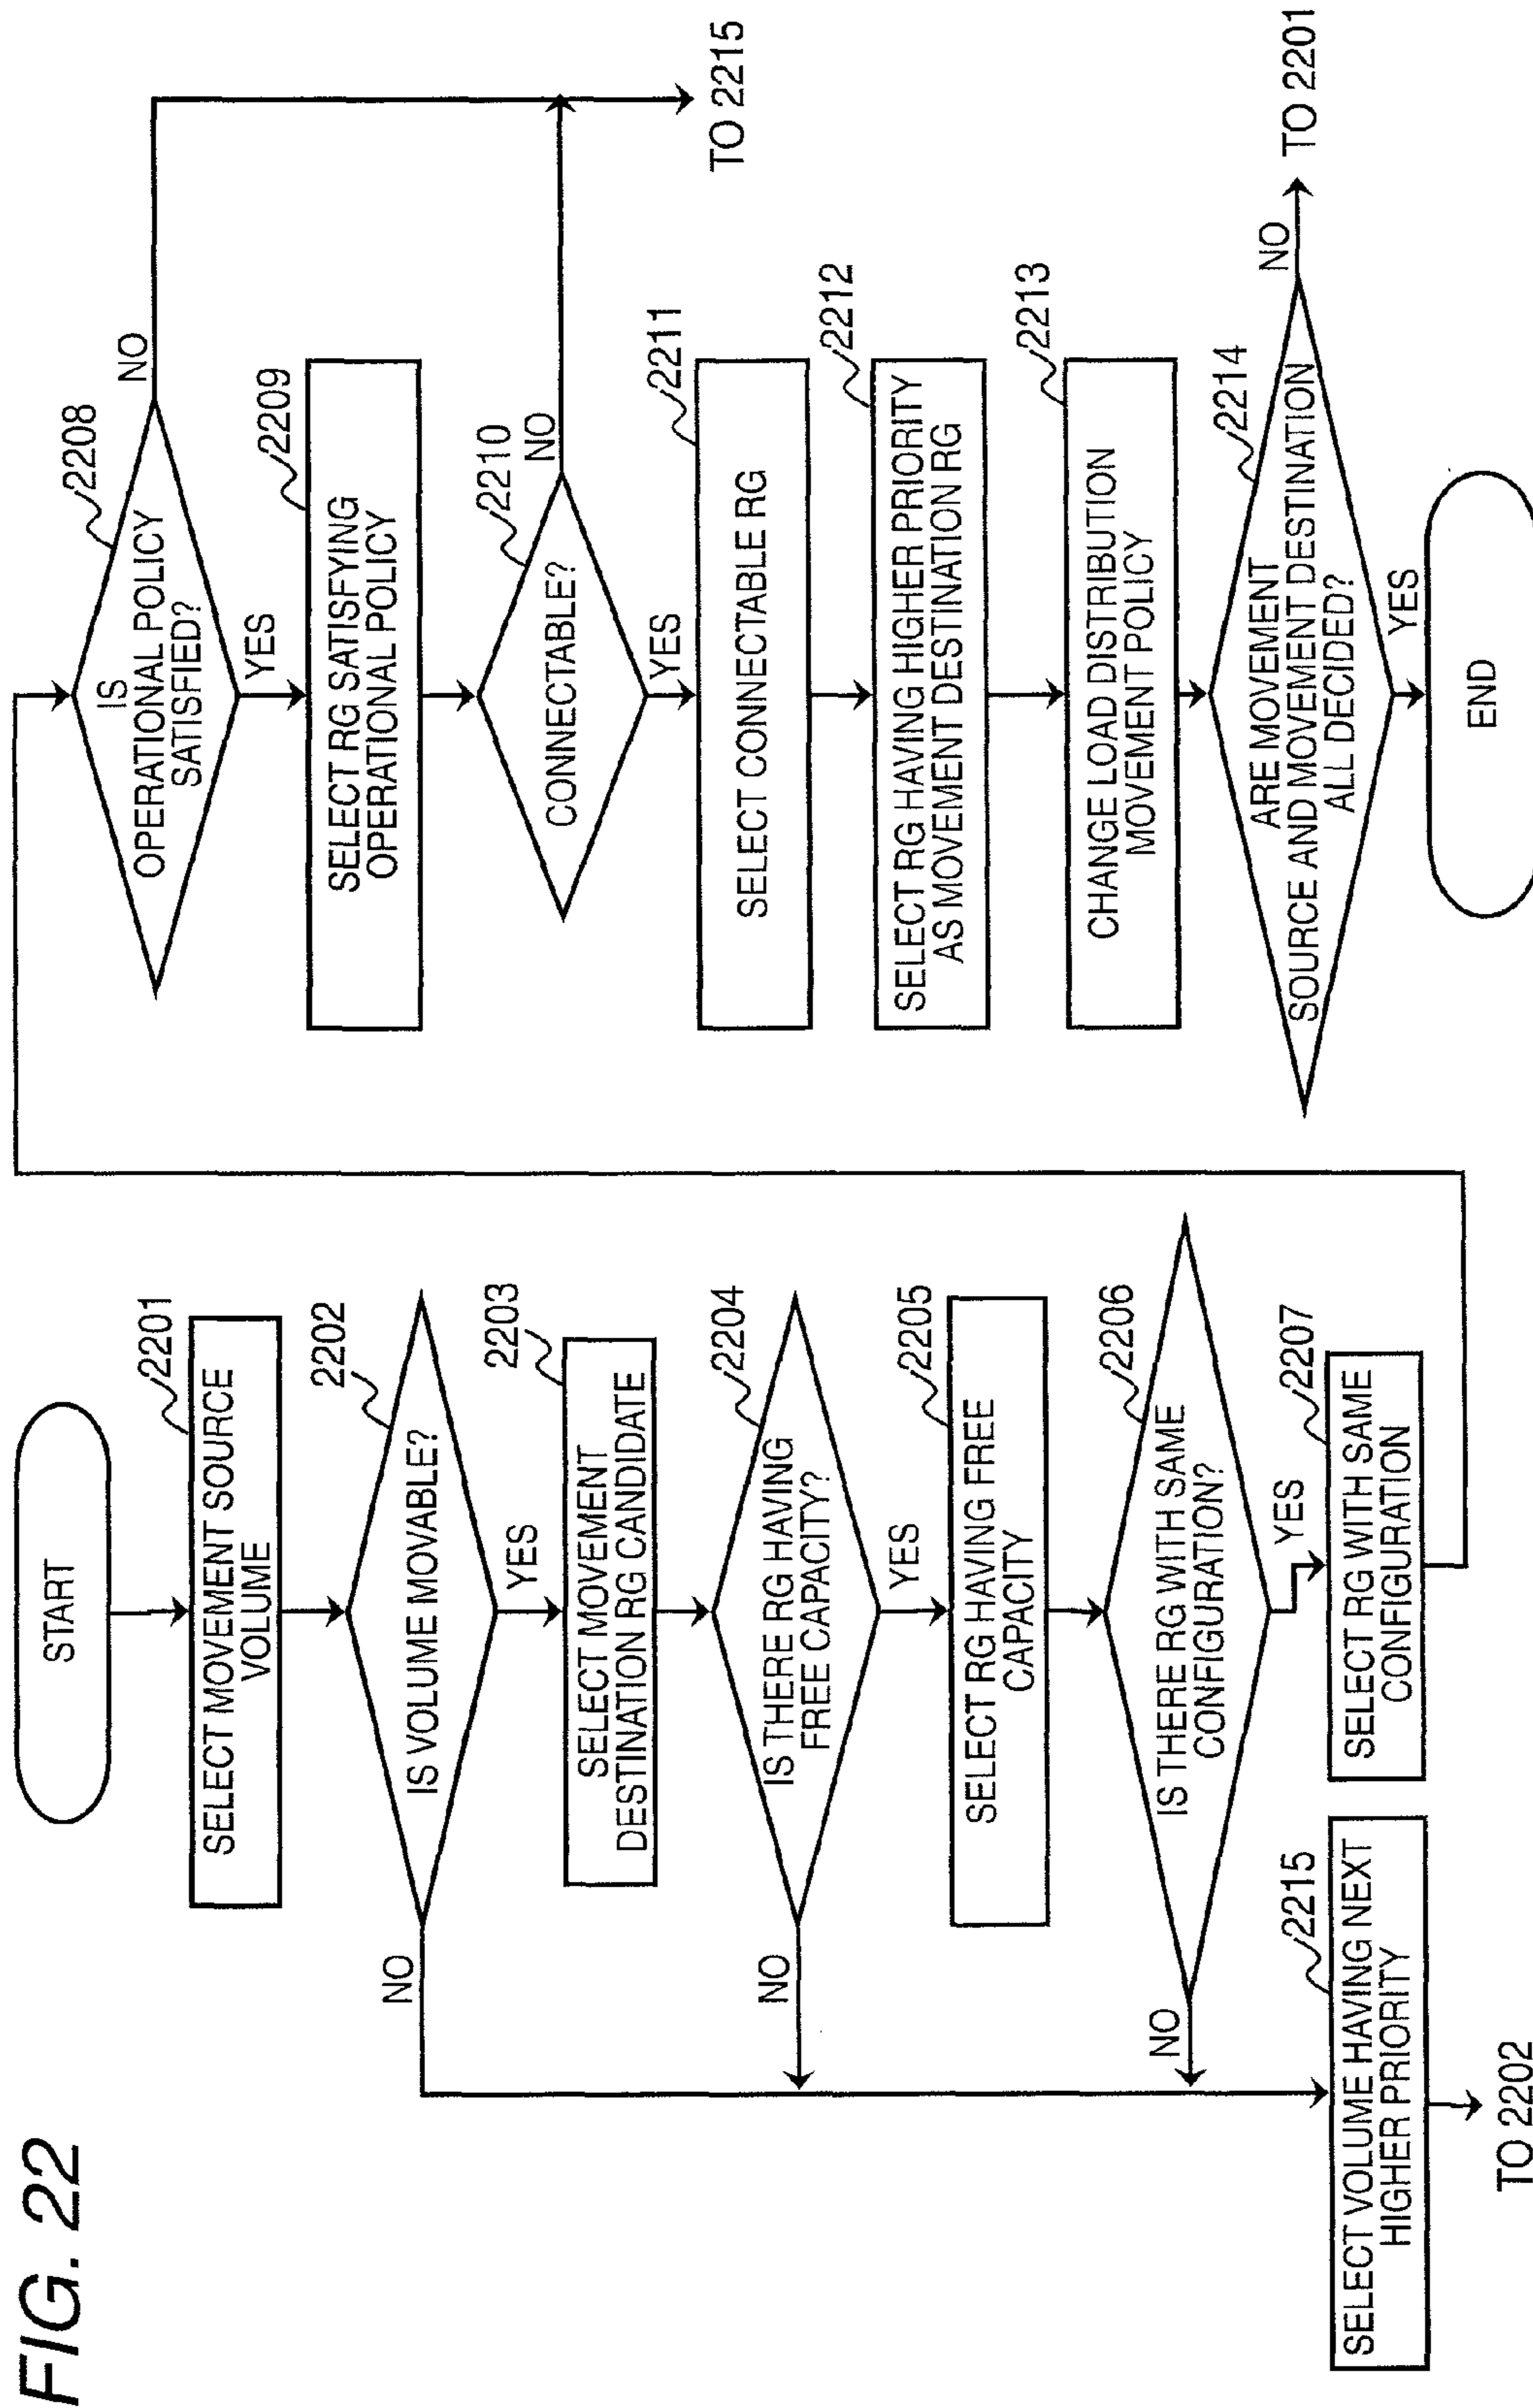 FIG. 22
START
2201
SELECT MOVEMENT SOURCE
VOLUME
2202
IS VOLUME MOVABLE?
NO
YES
2203
SELECT MOVEMENT
DESTINATION RG CANDIDATE
2204
IS THERE RG HAVING
FREE CAPACITY?
NO
YES
2205
SELECT RG HAVING FREE
CAPACITY
2206
IS THERE RG WITH SAME
CONFIGURATION?
NO
YES
2207
SELECT RG WITH SAME
CONFIGURATION
2215
SELECT VOLUME HAVING NEXT
HIGHER PRIORITY
TO 2202
2208
IS
OPERATIONAL POLICY
SATISFIED?
NO
YES
2209
SELECT RG SATISFYING
OPERATIONAL POLICY
2210
CONNECTABLE?
NO
YES
TO 2215
2211
SELECT CONNECTABLE RG
2212
SELECT RG HAVING HIGHER PRIORITY
AS MOVEMENT DESTINATION RG
2213
CHANGE LOAD DISTRIBUTION
MOVEMENT POLICY
2214
ARE MOVEMENT
SOURCE AND MOVEMENT DESTINATION
ALL DECIDED?
NO
TO 2201
YES
END